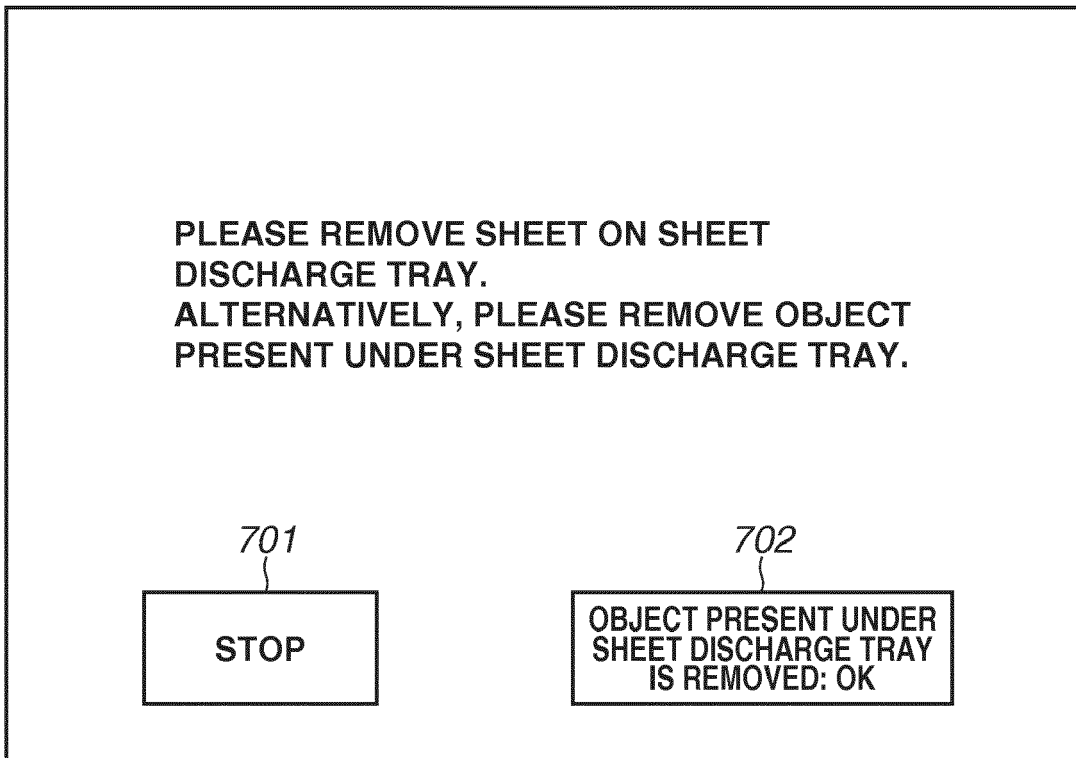 PLEASE REMOVE SHEET ON SHEET
DISCHARGE TRAY.
ALTERNATIVELY, PLEASE REMOVE OBJECT
PRESENT UNDER SHEET DISCHARGE TRAY.
701
702
STOP
OBJECT PRESENT UNDER
SHEET DISCHARGE TRAY
IS REMOVED: OK